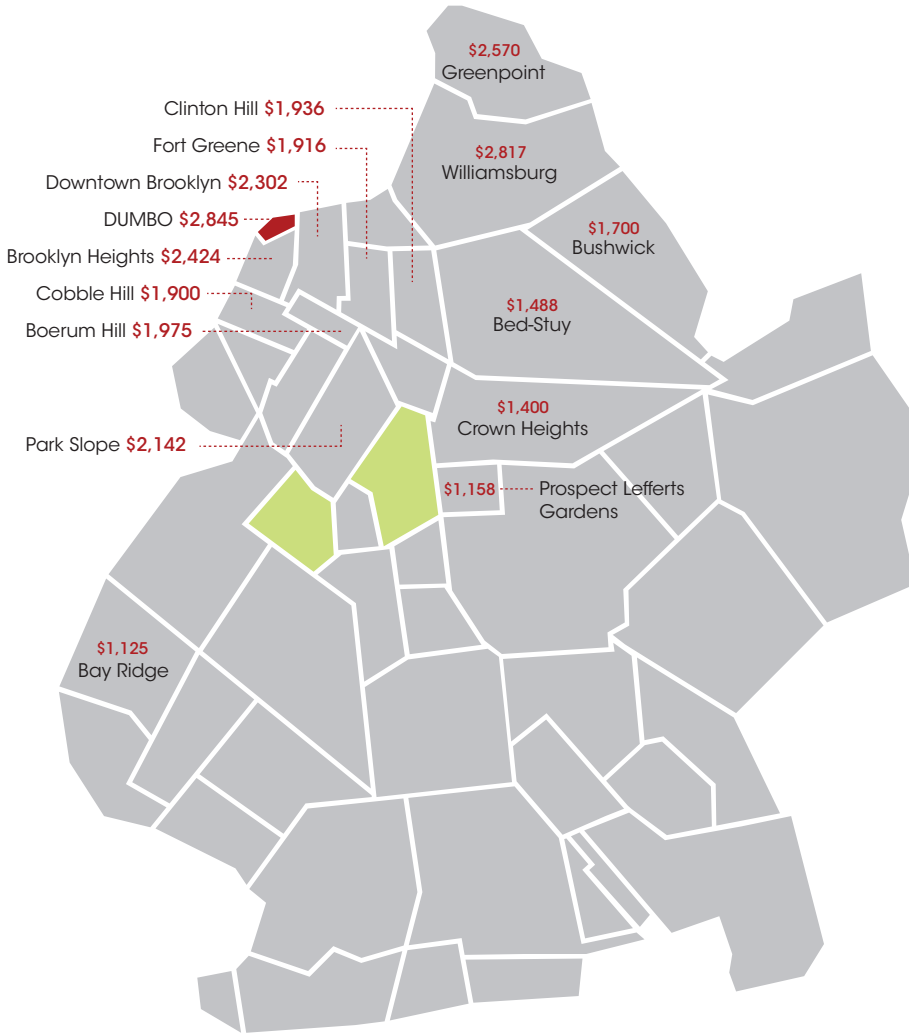 $2,570
Greenpoint
Clinton Hill $1,936
Fort Greene $1,916
$2,817
Williamsburg
Downtown Brooklyn $2,302
DUMBO $2,845
$1,700
Bushwick
Brooklyn Heights $2,424
Cobble Hill $1,900
$1,488
Bed-Stuy
Boerum Hill $1,975
$1,400
Crown Heights
Park Slope $2,142
$1,158 Prospect Lefferts
Gardens
$1,125
Bay Ridge